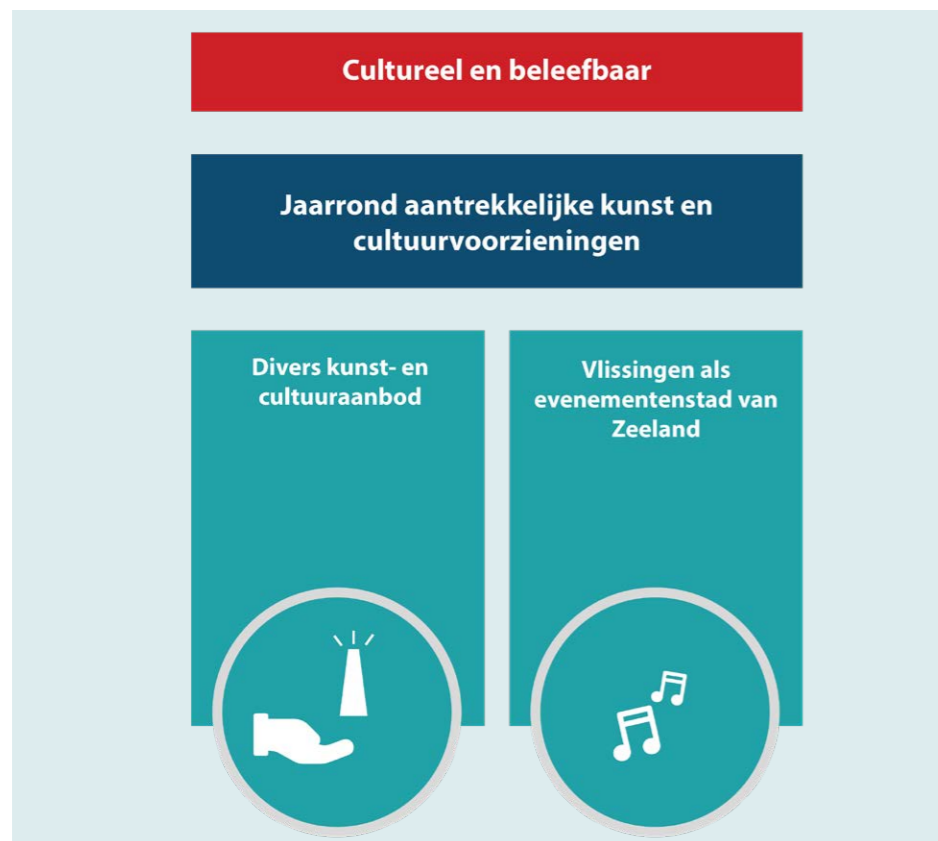 Cultureel en beleefbaar
Jaarrond aantrekkelijke kunst en
cultuurvoorzieningen
Divers kunst- en
cultuuraanbod
Vlissingen als
evenementenstad van
Zeeland